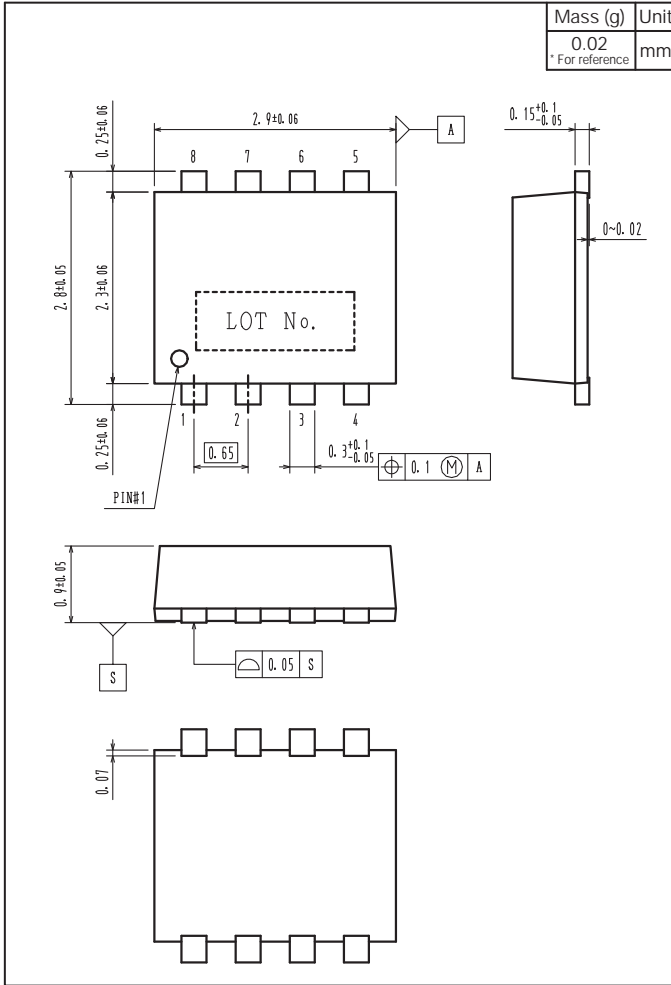 Mass (g) Unit
0.02 mm
* For reference
2.9±0.06
A
0.15+0.1
-0.05
0.25±0.06
8 7 6 5
0~0.02
2.8±0.05
2.3±0.06
LOT No.
0.25±0.06
1 2 3 4
0.65
0.3+0.1
-0.05
0.1 Ⓜ A
PIN#1
0.9±0.05
S
0.05 S
0.07